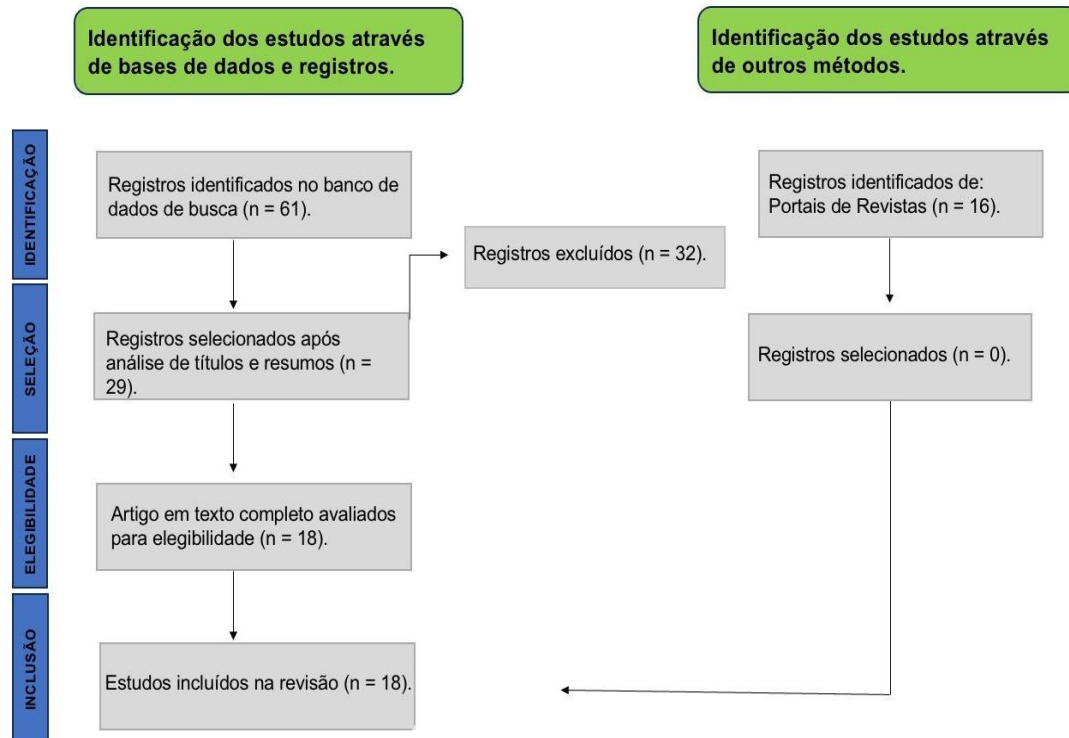 Identificação dos estudos através
de bases de dados e registros.
Identificação dos estudos através
de outros métodos.
IDENTIFICAÇÃO
Registros identificados no banco de
dados de busca (n = 61).
Registros identificados de:
Portais de Revistas (n = 16).
Registros excluídos (n = 32).
SELEÇÃO
Registros selecionados após
análise de títulos e resumos (n =
29).
Registros selecionados (n = 0).
ELEGIBILIDADE
Artigo em texto completo avaliados
para elegibilidade (n = 18).
INCLUSÃO
Estudos incluídos na revisão (n = 18).